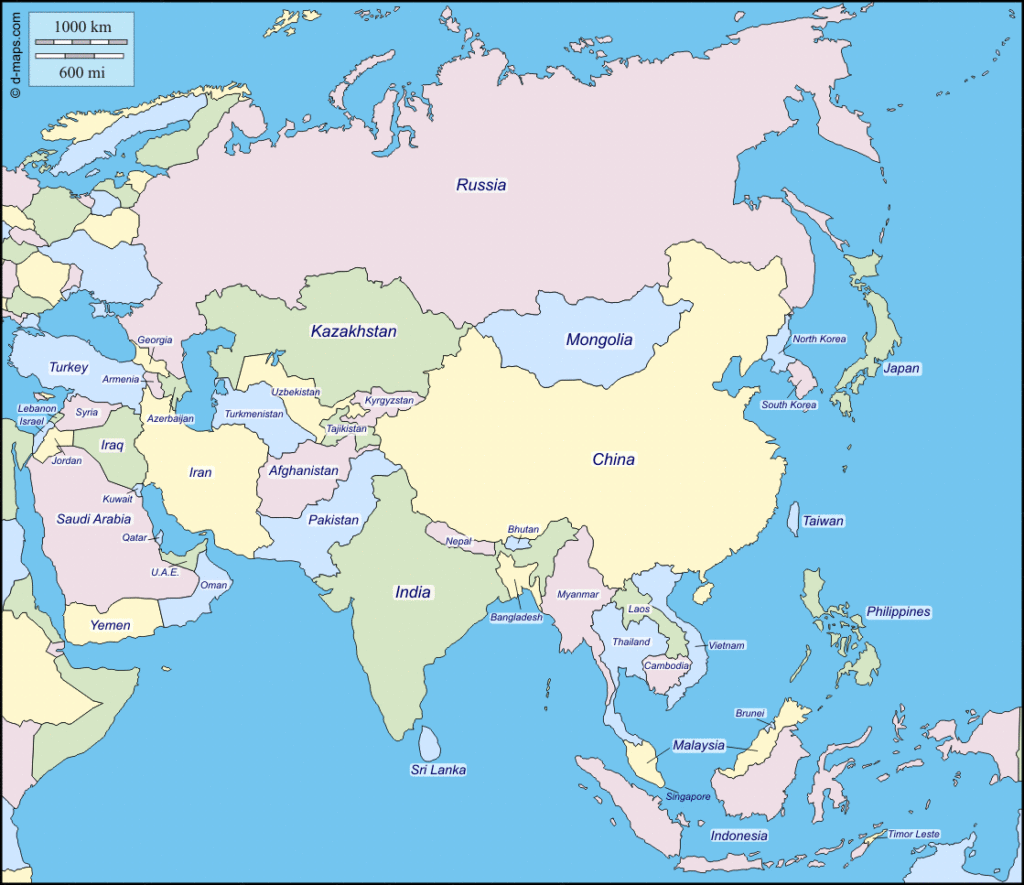 1000 km
600 mi
© d-maps.com
Russia
Kazakhstan
Mongolia
Georgia
Turkey
Armenia
North Korea
Japan
Uzbekistan
Kyrgyzstan
South Korea
Lebanon
Syria
Azerbaijan
Turkmenistan
Israel
Tajikistan
Iraq
Jordan
Iran
Afghanistan
China
Kuwait
Saudi Arabia
Pakistan
Taiwan
Qatar
Bhutan
Nepal
U.A.E.
Oman
India
Myanmar
Laos
Philippines
Yemen
Bangladesh
Thailand
Vietnam
Cambodia
Brunei
Malaysia
Sri Lanka
Singapore
Indonesia
Timor Leste